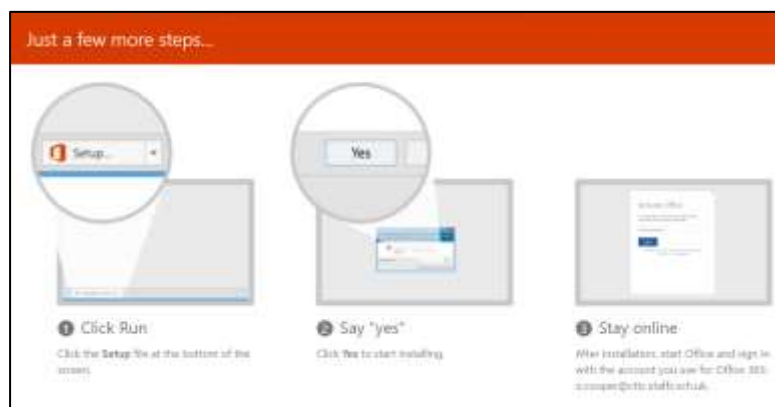 Just a few more steps...
Setup...
Yes
1 Click Run
Click the Setup file at the bottom of the
screen.
2 Say "yes"
Click Yes to start installing.
3 Stay online
After installation, start Office and sign in
with the account you use for Office 365: